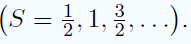 (S = 1/2, 1, 3/2, . . .).